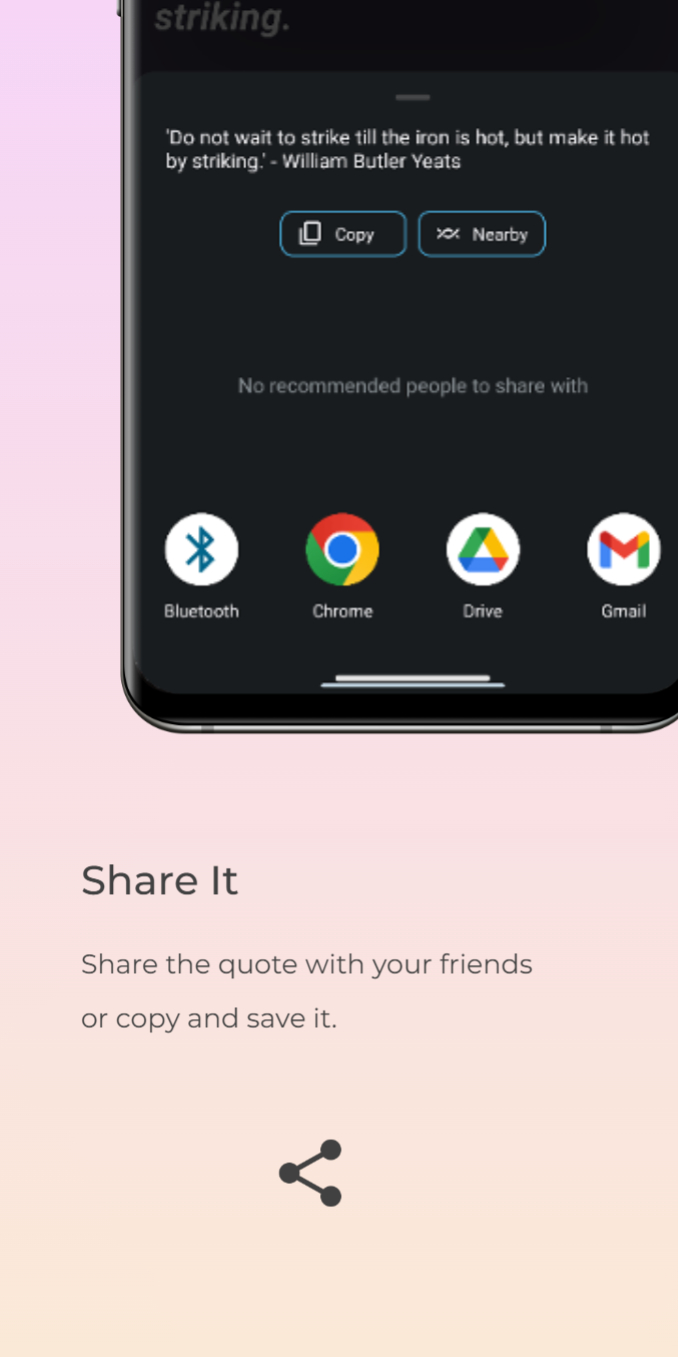 striking.
'Do not wait to strike till the iron is hot, but make it hot
by striking.' - William Butler Yeats
Copy
Nearby
No recommended people to share with
Bluetooth
Chrome
Drive
Gmail
Share It
Share the quote with your friends
or copy and save it.